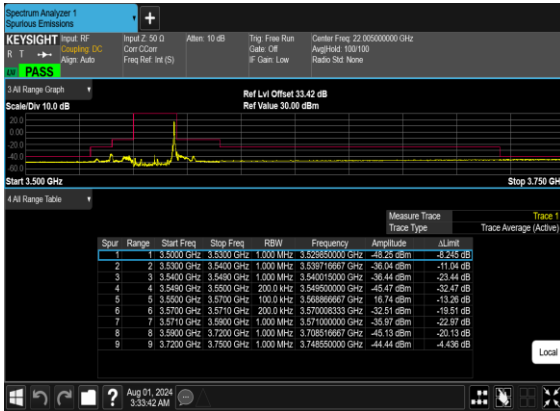 Spectrum Analyzer 1
Spurious Emissions
+
KEYSIGHT Input: RF Input Z: 50 Ω Atten: 10 dB Trig: Free Run Center Freq: 22.005000000 GHz
R T Coupling: DC Corr CCorr Gate: Off Avg|Hold: 100/100
Align: Auto Freq Ref: Int (S) IF Gain: Low Radio Std: None
PASS
3 All Range Graph
Ref Lvl Offset 33.42 dB
Scale/Div 10.0 dB Ref Value 30.00 dBm
20.0
0.00
-20.0
-40.0
-60.0
Start 3.500 GHz Stop 3.750 GH
4 All Range Table
Measure Trace Trace 1
Trace Type Trace Average (Active)
Spur Range Start Freq Stop Freq RBW Frequency Amplitude ΔLimit
1 1 3.5000 GHz 3.5300 GHz 1.000 MHz 3.529850000 GHz -48.25 dBm -8.245 dB
2 2 3.5300 GHz 3.5400 GHz 1.000 MHz 3.539716667 GHz -36.04 dBm -11.04 dB
3 3 3.5400 GHz 3.5490 GHz 1.000 MHz 3.540015000 GHz -36.44 dBm -23.44 dB
4 4 3.5490 GHz 3.5500 GHz 200.0 kHz 3.549500000 GHz -45.47 dBm -32.47 dB
5 5 3.5500 GHz 3.5700 GHz 100.0 kHz 3.568866667 GHz 16.74 dBm -13.26 dB
6 6 3.5700 GHz 3.5710 GHz 200.0 kHz 3.570008333 GHz -32.51 dBm -19.51 dB
7 7 3.5710 GHz 3.5900 GHz 1.000 MHz 3.571000000 GHz -35.97 dBm -22.97 dB
8 8 3.5900 GHz 3.7200 GHz 1.000 MHz 3.708516667 GHz -45.13 dBm -20.13 dB
9 9 3.7200 GHz 3.7500 GHz 1.000 MHz 3.748550000 GHz -44.44 dBm -4.436 dB
Local
? Aug 01, 2024
3:33:42 AM